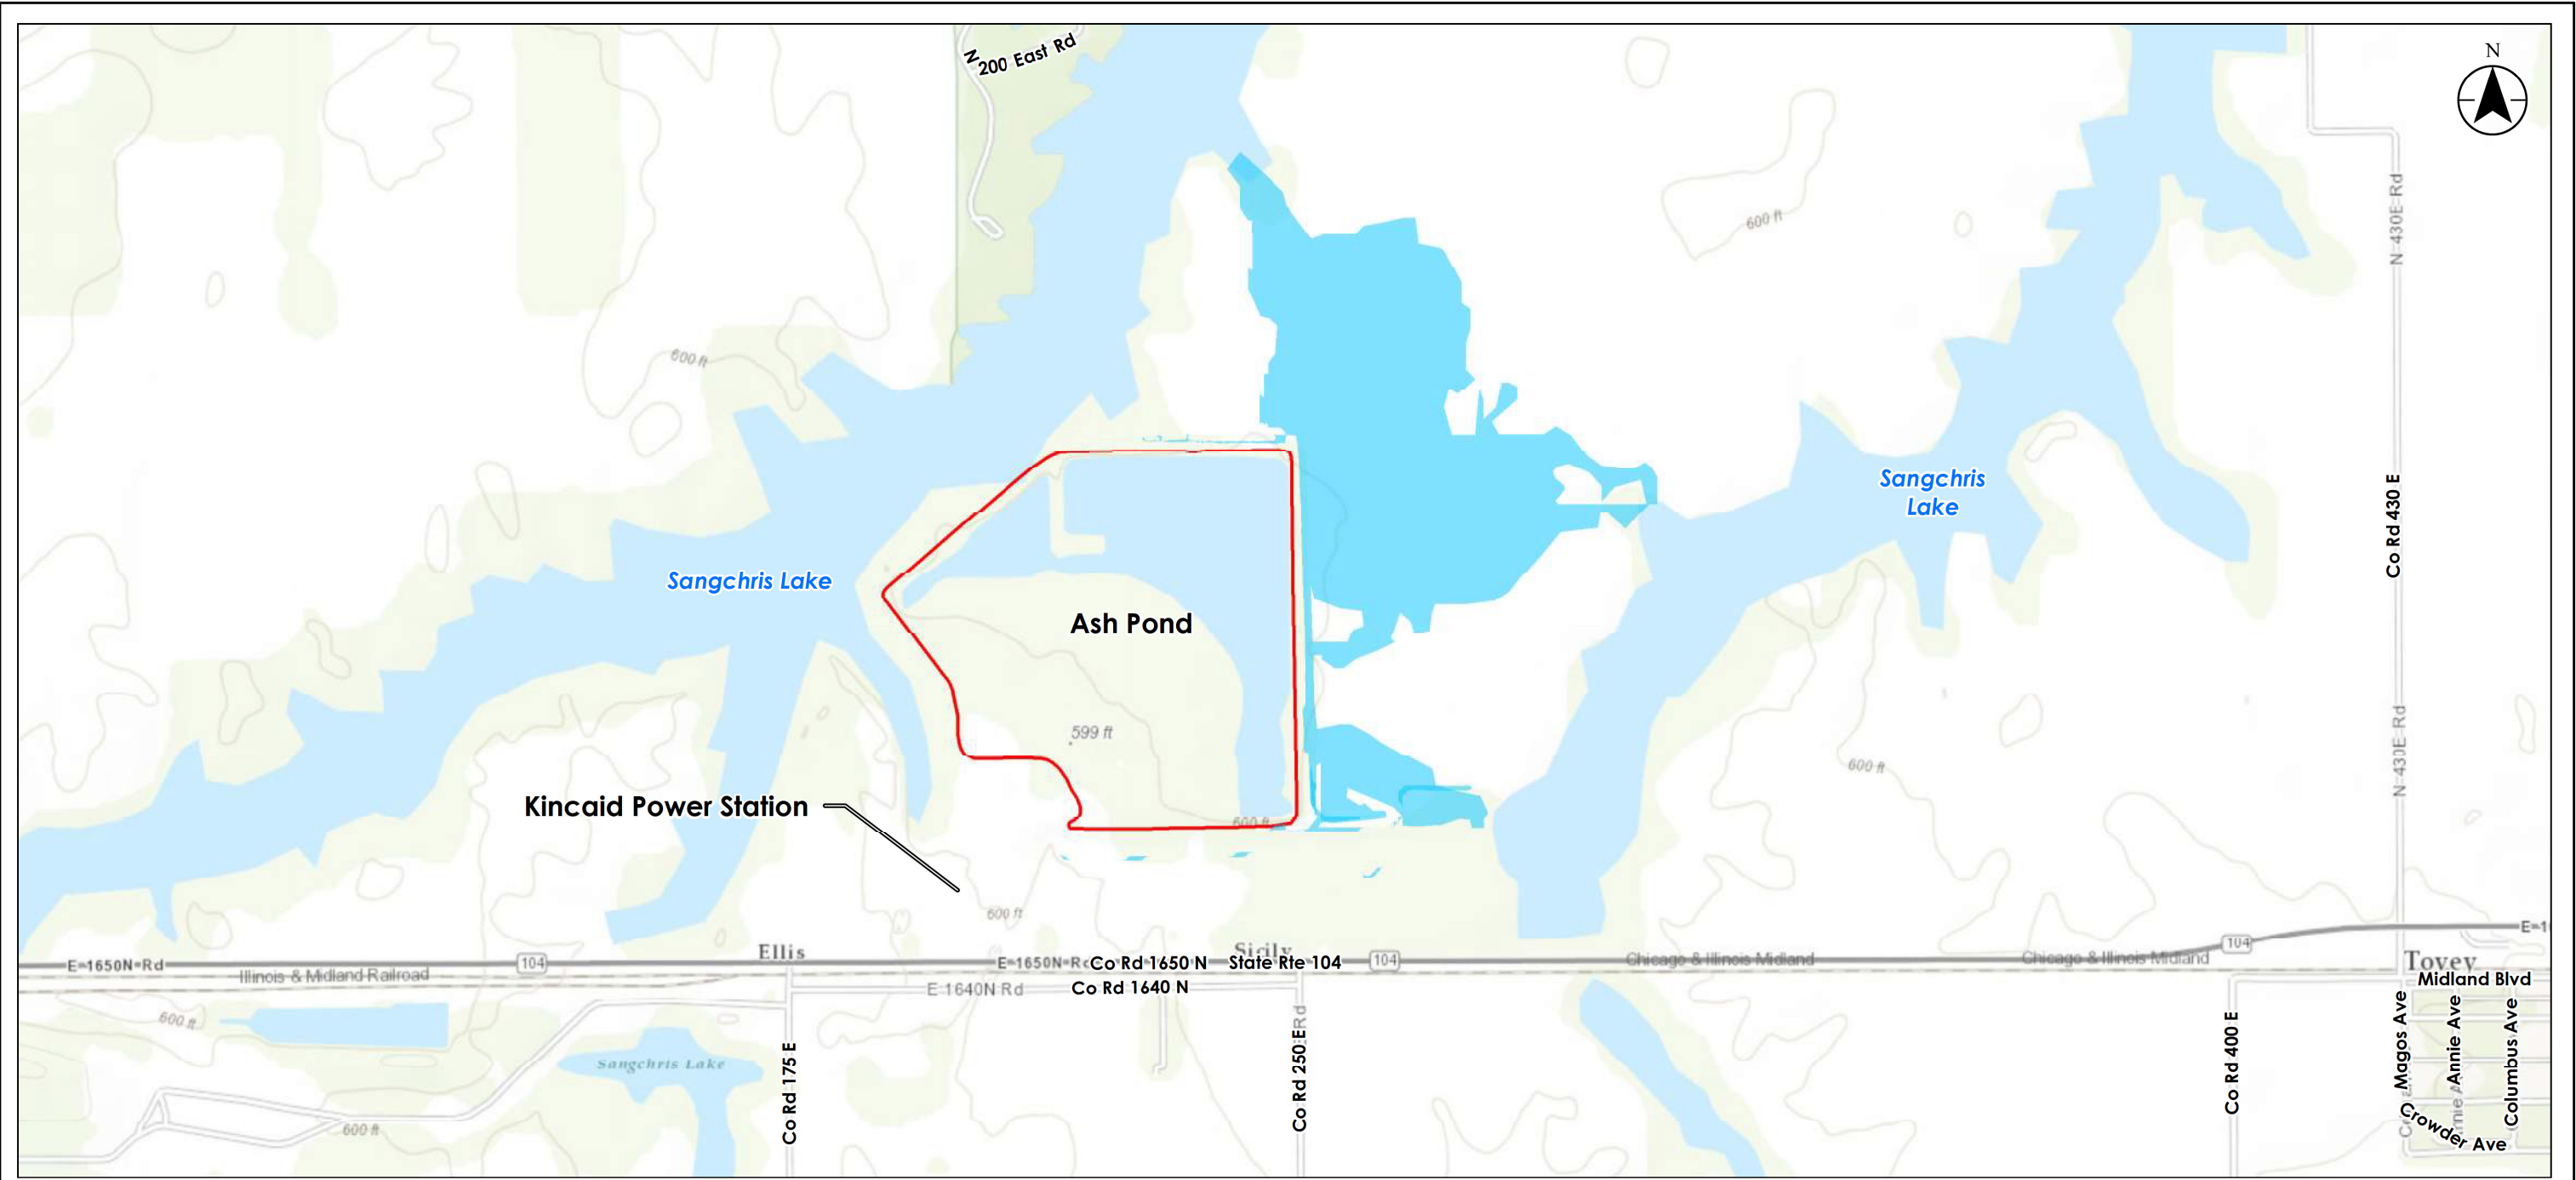 N
200 East Rd
N
600 ft
N 430E Rd
600 ft
Sangchris
Lake
Co Rd 430 E
Sangchris Lake
Ash Pond
599 ft
N 430E Rd
600 ft
Kincaid Power Station
600 ft
600 ft
Ellis
Sicily
104
E 1650N Rd
Illinois & Midland Railroad
104
E 1650N Rd
Co Rd 1650 N
State Rte 104
104
Chicago & Illinois Midland
Chicago & Illinois Midland
Tovey
Midland Blvd
E 1640N Rd
Co Rd 1640 N
600 ft
Sangchris Lake
600 ft
Co Rd 175 E
Co Rd 250 E
Rd
Co Rd 400 E
Magos Ave
Annie Ave
Columbus Ave
Crowder Ave